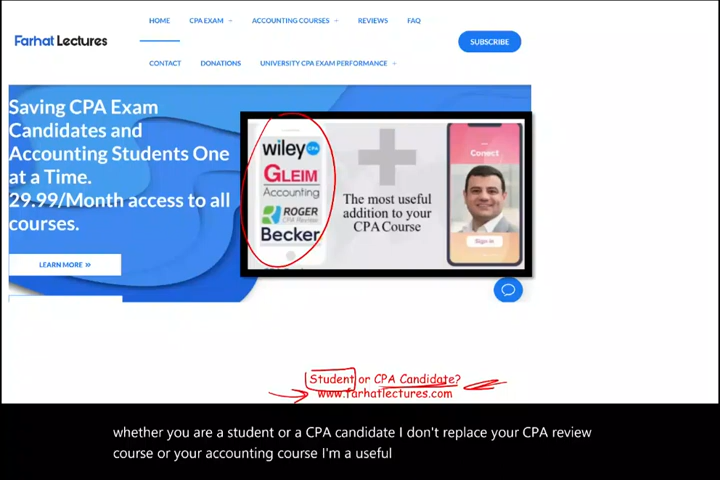 HOME
CPA EXAM
ACCOUNTING COURSES
REVIEWS
FAQ
Farhat Lectures
SUBSCRIBE
CONTACT
DONATIONS
UNIVERSITY CPA EXAM PERFORMANCE
Saving CPA Exam
Candidates and
Accounting Students One
at a Time.
29.99/Month access to all
courses.
LEARN MORE »
wiley CPA
GLEIM
Accounting
ROGER
CPA Review
Becker
The most useful
addition to your
CPA Course
Conect
Sign in
Student or CPA Candidate?
www.farhatlectures.com
whether you are a student or a CPA candidate I don't replace your CPA review
course or your accounting course I'm a useful